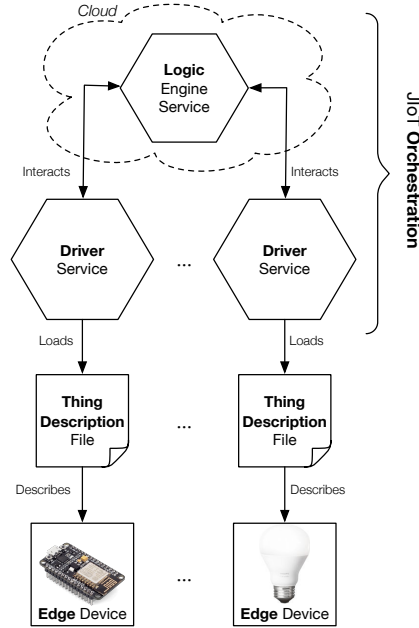 Cloud
Logic
Engine
Service
Interacts
Interacts
JIoT Orchestration
Driver
Service
...
Driver
Service
Loads
Loads
Thing
Description
File
...
Thing
Description
File
Describes
Describes
Edge Device
...
Edge Device